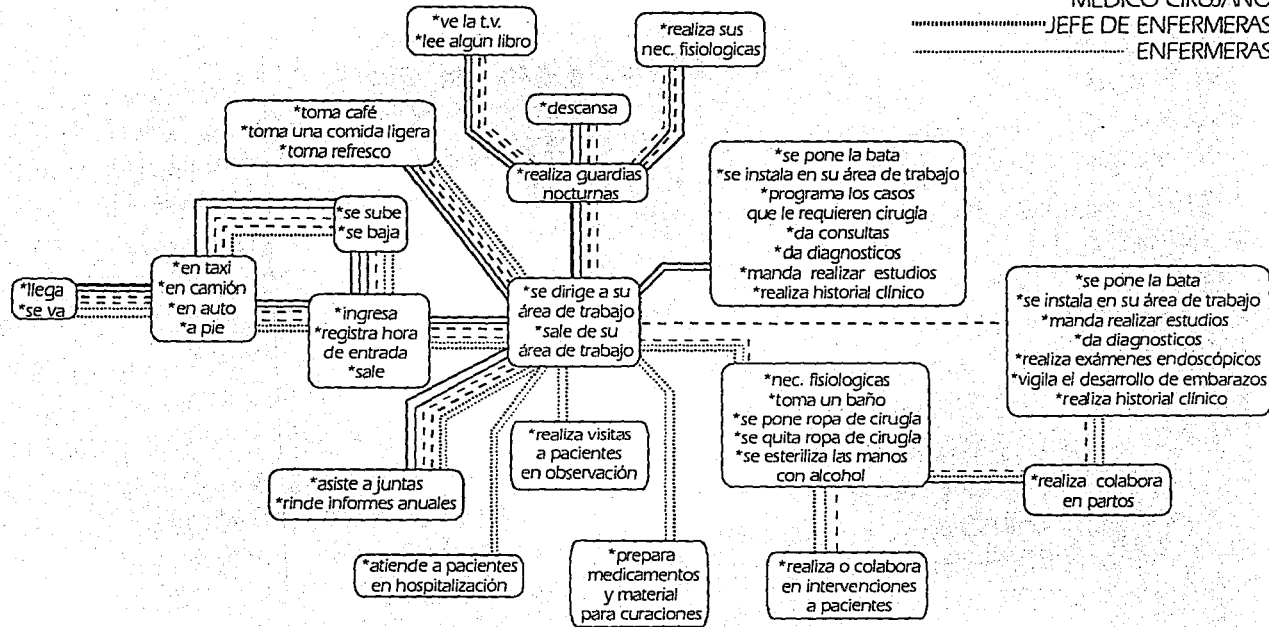 MEDICO CIRUJANO
JEFE DE ENFERMERAS
ENFERMERAS
*ve la t.v.
*lee algun libro
*realiza sus
nec. fisiologicas
*toma café
*toma una comida ligera
*toma refresco
*descansa
*realiza guardias
nocturnas
*se pone la bata
*se instala en su área de trabajo
*programa los casos
que le requieren cirugía
*da consultas
*da diagnosticos
*manda realizar estudios
*realiza historial clínico
*se sube
*se baja
*llega
*se va
*en taxi
*en camión
*en auto
*a pie
*ingresa
*registra hora
de entrada
*sale
*se dirige a su
área de trabajo
*sale de su
área de trabajo
*se pone la bata
*se instala en su área de trabajo
*manda realizar estudios
*da diagnosticos
*realiza exámenes endoscópicos
*vigila el desarrollo de embarazos
*realiza historial clínico
*nec. fisiologicas
*toma un baño
*se pone ropa de cirugía
*se quita ropa de cirugía
*se esteriliza las manos
con alcohol
*realiza visitas
a pacientes
en observación
*asiste a juntas
*rinde informes anuales
*realiza colabora
en partos
*atiende a pacientes
en hospitalización
*prepara
medicamentos
y material
para curaciones
*realiza o colabora
en intervenciones
a pacientes